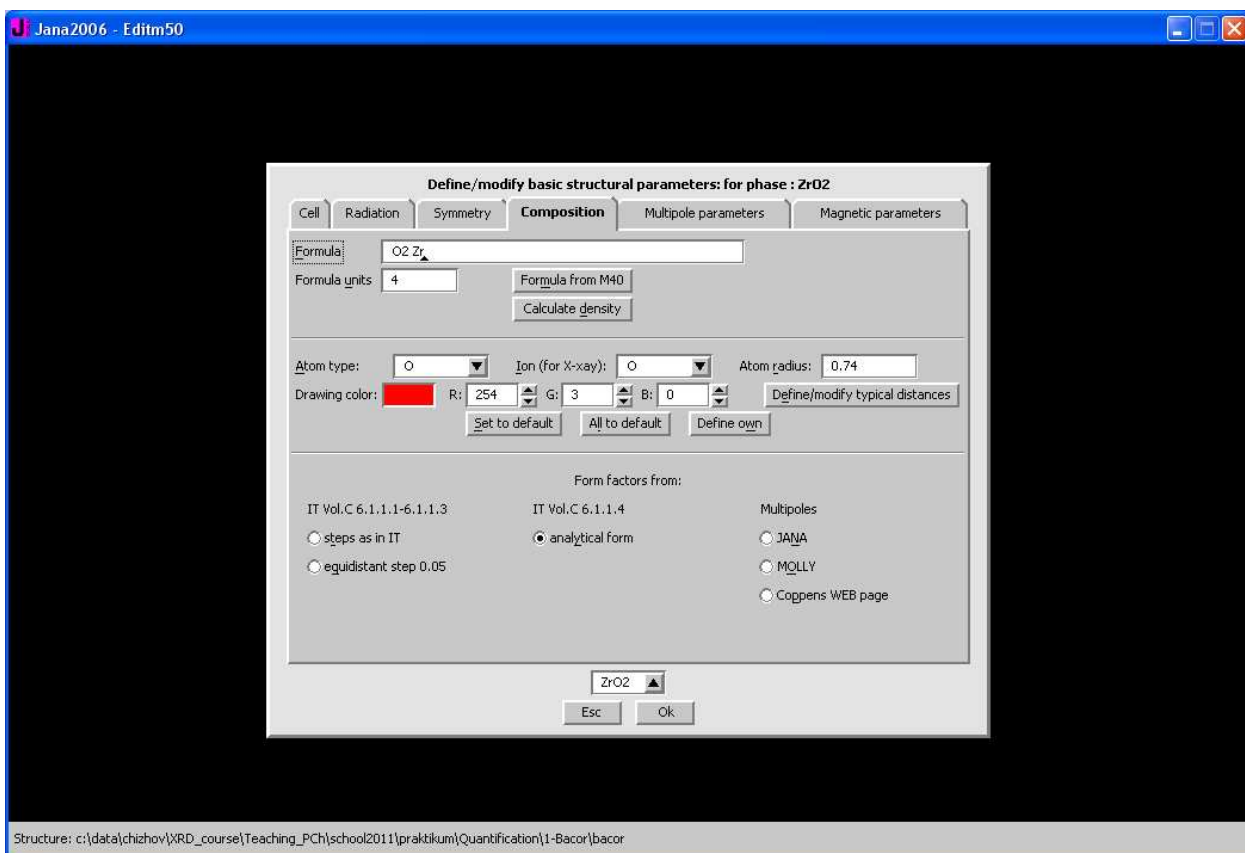 Jana2006 - Editm50
Define/modify basic structural parameters: for phase : ZrO2
Cell Radiation Symmetry Composition Multipole parameters Magnetic parameters
Formula O2 Zr
Formula units 4 Formula from M40
Calculate density
Atom type: O Ion (for X-xay): O Atom radius: 0.74
Drawing color: R: 254 G: 3 B: 0 Define/modify typical distances
Set to default All to default Define own
Form factors from:
IT Vol.C 6.1.1.1-6.1.1.3 IT Vol.C 6.1.1.4 Multipoles
steps as in IT analytical form JANA
equidistant step 0.05 MOLLY
Coppens WEB page
ZrO2
Esc Ok
Structure: c:\data\chizhov\XRD_course\Teaching_PCh\school2011\praktikum\Quantification\1-Bacor\bacor